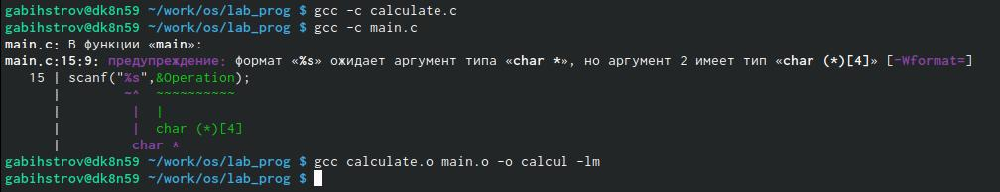 gabihstrov@dk8n59 ~/work/os/lab_prog $ gcc -c calculate.c
gabihstrov@dk8n59 ~/work/os/lab_prog $ gcc -c main.c
main.c: В функции «main»:
main.c:15:9: предупреждение: формат «%s» ожидает аргумент типа «char *», но аргумент 2 имеет тип «char (*)[4]» [-Wformat=]
   15 | scanf("%s",&Operation);
      |        ~^  ~~~~~~~~~~
      |         |  |
      |         |  char (*)[4]
      |         char *
gabihstrov@dk8n59 ~/work/os/lab_prog $ gcc calculate.o main.o -o calcul -lm
gabihstrov@dk8n59 ~/work/os/lab_prog $